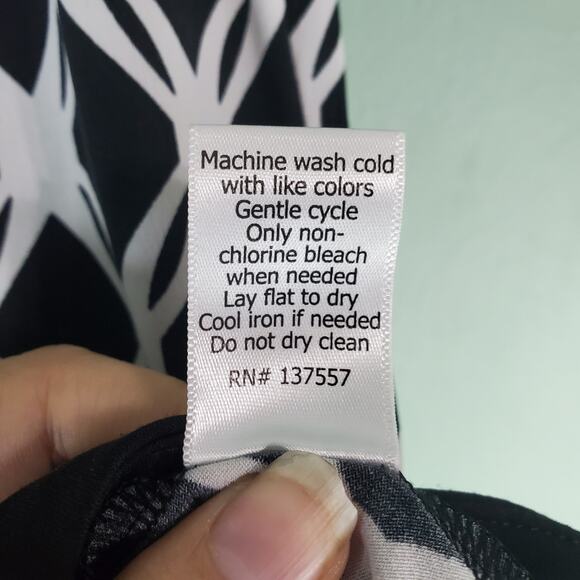 Machine wash cold
with like colors
Gentle cycle
Only non-
chlorine bleach
when needed
Lay flat to dry
Cool iron if needed
Do not dry clean
RN# 137557